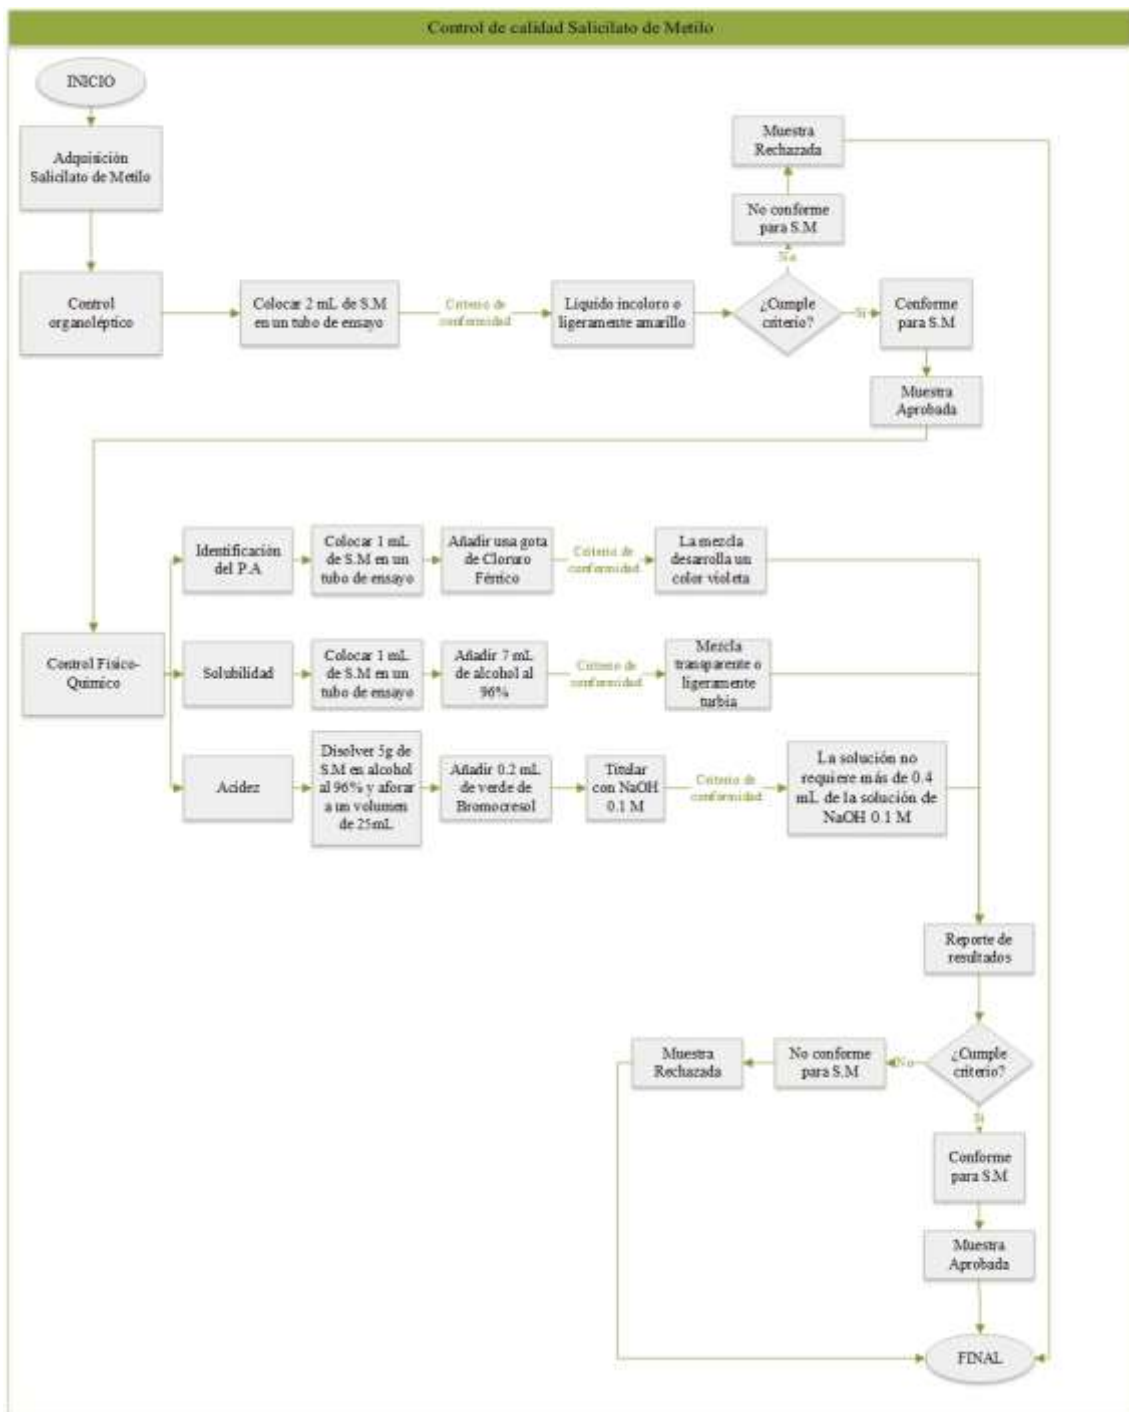 Control de calidad Salicilato de Metilo
INICIO
Adquisición
Salicilato de Metilo
Control
organoléptico
Colocar 2 mL de S.M
en un tubo de ensayo
Criterio de
conformidad
Líquido incoloro o
ligeramente amarillo
¿Cumple
criterio?
No
No conforme
para S.M
Muestra
Rechazada
Si
Conforme
para S.M
Muestra
Aprobada
Control Físico-
Químico
Identificación
del P.A
Colocar 1 mL
de S.M en un
tubo de ensayo
Añadir una gota
de Cloruro
Férrico
Criterio de
conformidad
La mezcla
desarrolla un
color violeta
Solubilidad
Colocar 1 mL
de S.M en un
tubo de ensayo
Añadir 7 mL
de alcohol al
96%
Criterio de
conformidad
Mezcla
transparente o
ligeramente
turbia
Acidez
Disolver 5g de
S.M en alcohol
al 96% y aforar
a un volumen
de 25mL
Añadir 0.2 mL
de verde de
Bromocresol
Titular
con NaOH
0.1 M
Criterio de
conformidad
La solución no
requiere más de 0.4
mL de la solución de
NaOH 0.1 M
Reporte de
resultados
¿Cumple
criterio?
No
No conforme
para S.M
Muestra
Rechazada
Si
Conforme
para S.M
Muestra
Aprobada
FINAL